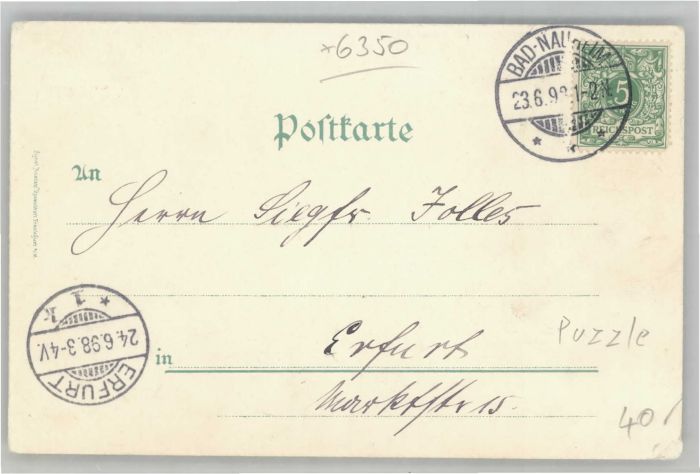 *6350
BAD-NAUHEIM
23.6.98.1-2N.
5
REICHSPOST
Postkarte
An
Herrn Siegfr. Jolles
* 1 k
24.6.98.3-4V.
ERFURT
in
Erfurt
Marktstr 15.
Puzzle
40